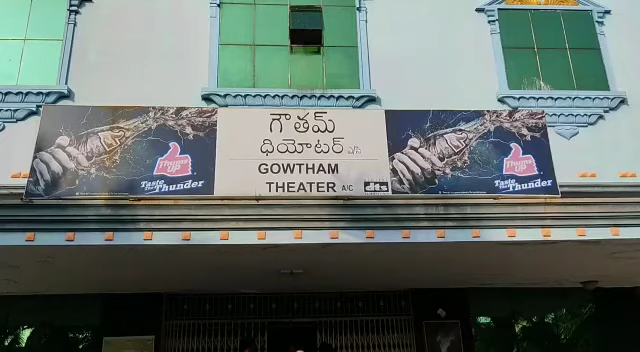 గౌతమ్
థియోటర్ ఏ/సి
GOWTHAM
THEATER A/C
dts
Thums
UP
Taste
The Thunder
Thums
UP
Taste
The Thunder